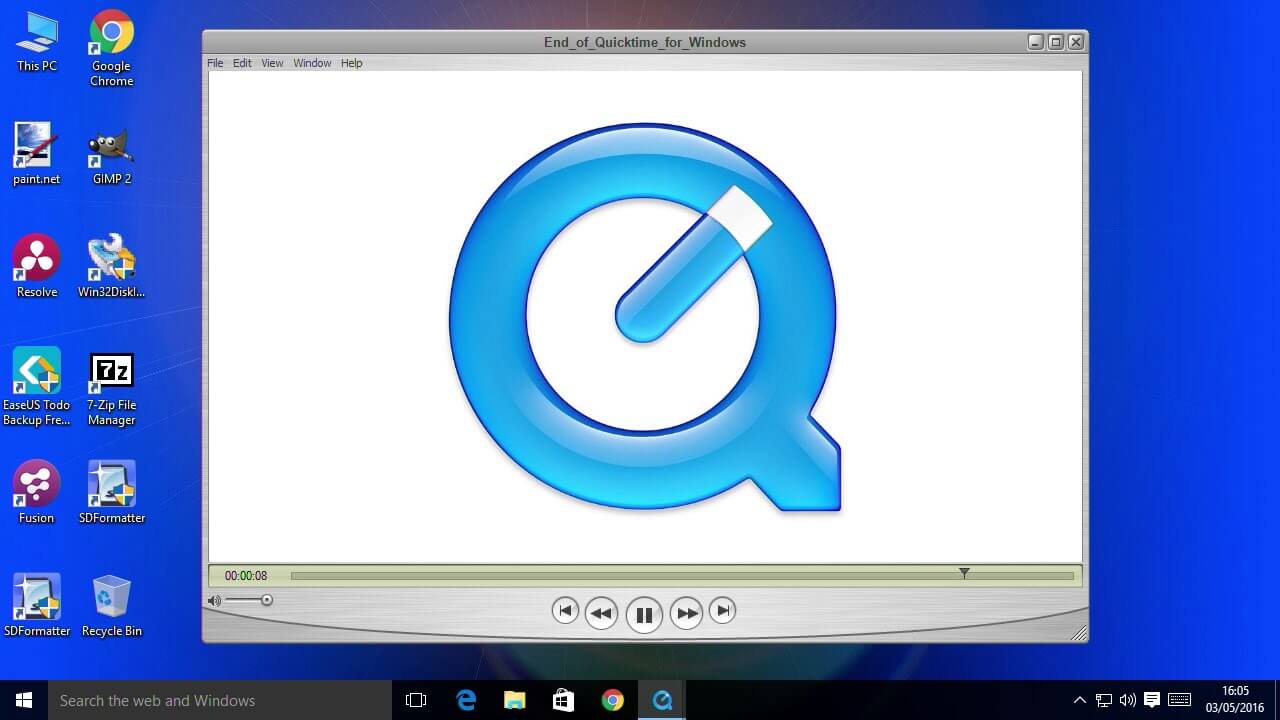 This PC
Google
Chrome
paint.net
GIMP 2
Resolve
Win32DiskI...
EaseUS Todo
Backup Fre...
7-Zip File
Manager
Fusion
SDFormatter
SDFormatter
Recycle Bin
End_of_Quicktime_for_Windows
File Edit View Window Help
00:00:08
Search the web and Windows
16:05
03/05/2016
7z